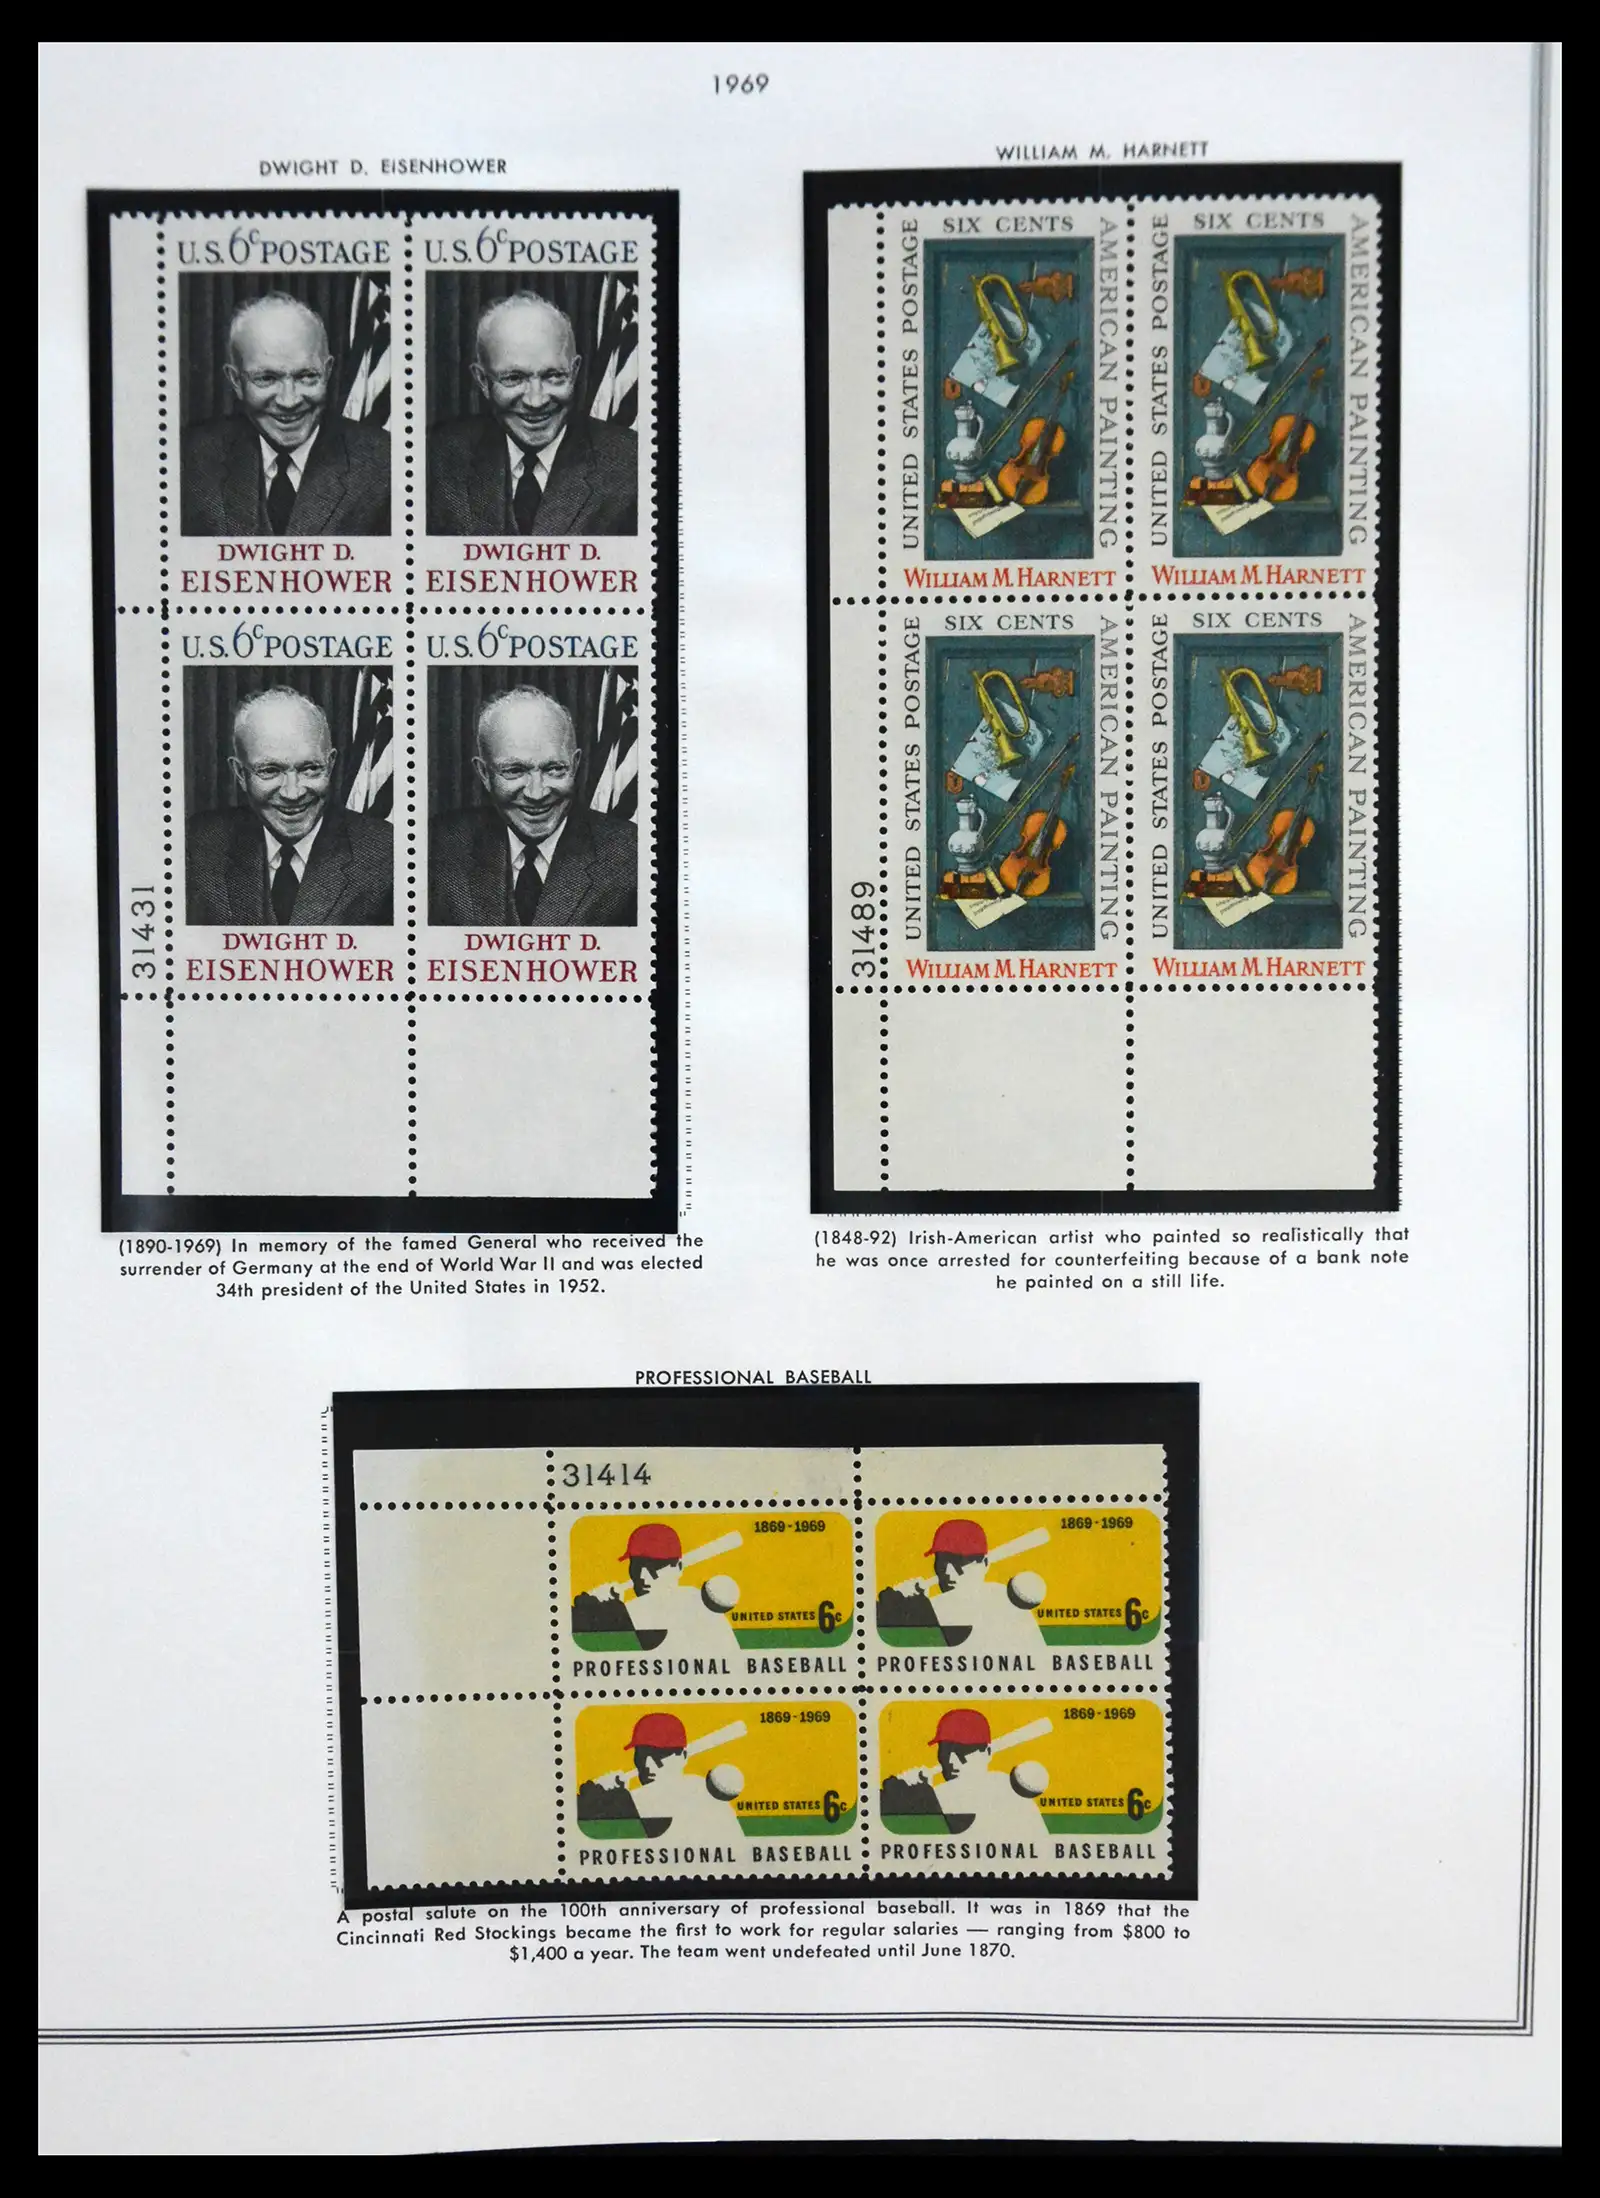 1969
DWIGHT D. EISENHOWER
U.S. 6c POSTAGE
U.S. 6c POSTAGE
DWIGHT D.
EISENHOWER
DWIGHT D.
EISENHOWER
U.S. 6c POSTAGE
U.S. 6c POSTAGE
DWIGHT D.
EISENHOWER
DWIGHT D.
EISENHOWER
31431
(1890-1969) In memory of the famed General who received the
surrender of Germany at the end of World War II and was elected
34th president of the United States in 1952.
WILLIAM M. HARNETT
SIX CENTS
UNITED STATES POSTAGE
AMERICAN PAINTING
WILLIAM M. HARNETT
SIX CENTS
UNITED STATES POSTAGE
AMERICAN PAINTING
WILLIAM M. HARNETT
SIX CENTS
UNITED STATES POSTAGE
AMERICAN PAINTING
WILLIAM M. HARNETT
SIX CENTS
UNITED STATES POSTAGE
AMERICAN PAINTING
WILLIAM M. HARNETT
31489
(1848-92) Irish-American artist who painted so realistically that
he was once arrested for counterfeiting because of a bank note
he painted on a still life.
PROFESSIONAL BASEBALL
31414
1869-1969
UNITED STATES 6c
PROFESSIONAL BASEBALL
1869-1969
UNITED STATES 6c
PROFESSIONAL BASEBALL
1869-1969
UNITED STATES 6c
PROFESSIONAL BASEBALL
1869-1969
UNITED STATES 6c
PROFESSIONAL BASEBALL
A postal salute on the 100th anniversary of professional baseball. It was in 1869 that the
Cincinnati Red Stockings became the first to work for regular salaries — ranging from $800 to
$1,400 a year. The team went undefeated until June 1870.